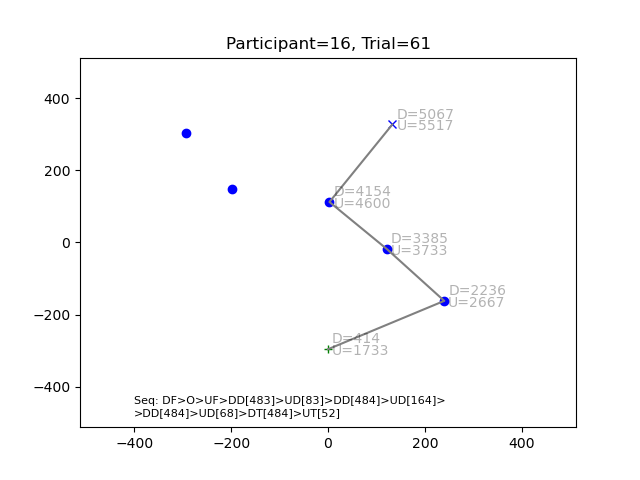 Participant=16, Trial=61
400
200
0
−200
−400
D=5067
U=5517
D=4154
U=4600
D=3385
U=3733
D=2236
U=2667
D=414
U=1733
Seq: DF>O>UF>DD[483]>UD[83]>DD[484]>UD[164]>
>DD[484]>UD[68]>DT[484]>UT[52]
−400 −200 0 200 400